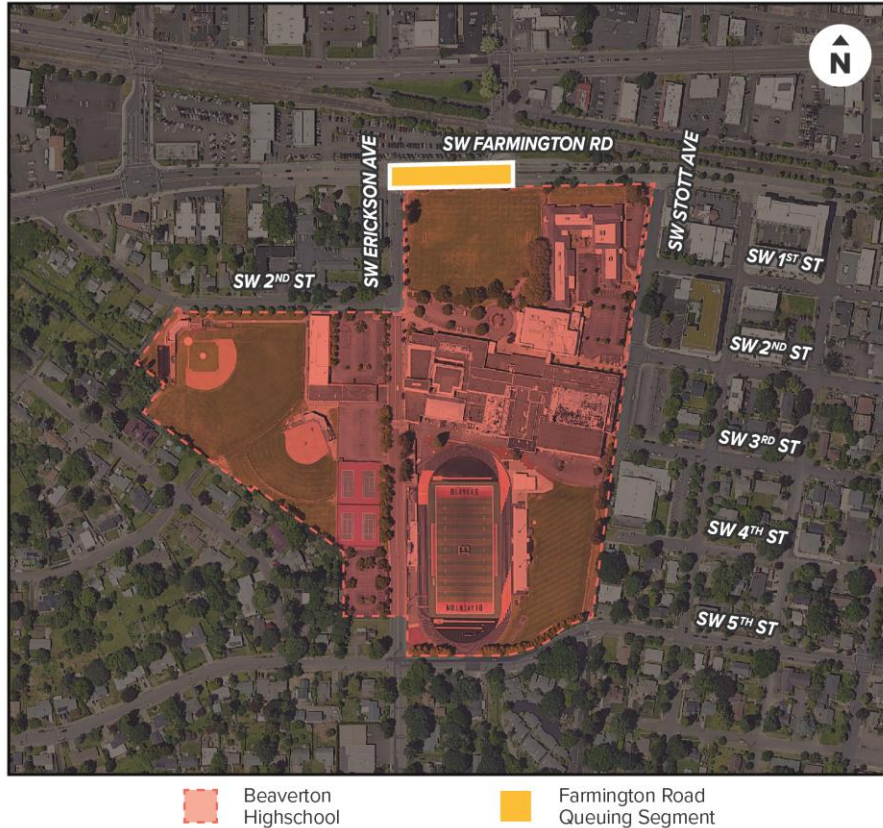 N
SW FARMINGTON RD
SW ERICKSON AVE
SW STOTT AVE
SW 1ST ST
SW 2ND ST
SW 2ND ST
SW 3RD ST
BEAVERS
SW 4TH ST
BEAVERTON
SW 5TH ST
Beaverton
Highschool
Farmington Road
Queuing Segment